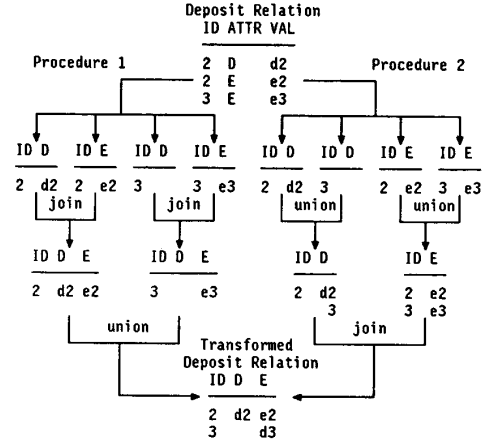 Deposit Relation
ID ATTR VAL
Procedure 1
Procedure 2
2 D d2
2 E e2
3 E e3
ID D ID E ID D ID E ID D ID D ID E ID E
2 d2 2 e2 3 3 e3 2 d2 3 2 e2 3 e3
join join union union
ID D E ID D E ID D ID E
2 d2 e2 3 e3 2 d2 2 e2
3 3 e3
union join
Transformed
Deposit Relation
ID D E
2 d2 e2
3 d3